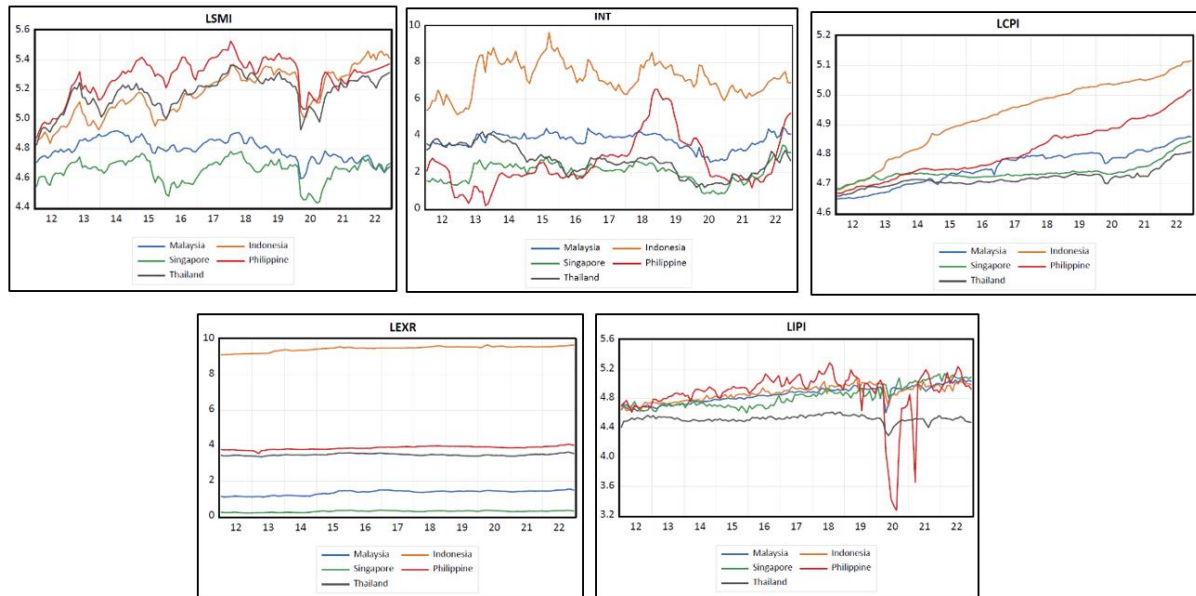 LSMI
5.6
5.4
5.2
5.0
4.8
4.6
4.4
12 13 14 15 16 17 18 19 20 21 22
Malaysia Indonesia
Singapore Philippine
Thailand
INT
10
8
6
4
2
0
12 13 14 15 16 17 18 19 20 21 22
Malaysia Indonesia
Singapore Philippine
Thailand
LCPI
5.2
5.1
5.0
4.9
4.8
4.7
4.6
12 13 14 15 16 17 18 19 20 21 22
Malaysia Indonesia
Singapore Philippine
Thailand
LEXR
10
8
6
4
2
0
12 13 14 15 16 17 18 19 20 21 22
Malaysia Indonesia
Singapore Philippine
Thailand
LIPI
5.6
5.2
4.8
4.4
4.0
3.6
3.2
12 13 14 15 16 17 18 19 20 21 22
Malaysia Indonesia
Singapore Philippine
Thailand